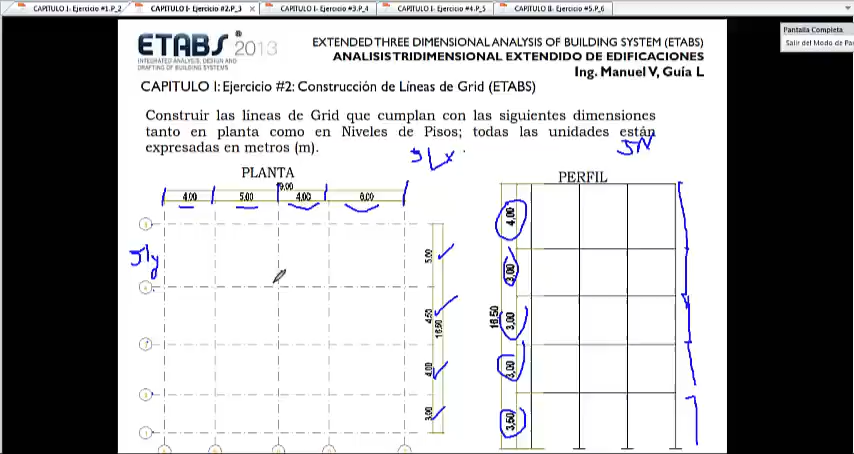 CAPITULO I- Ejercicio #1.P_2
CAPITULO I- Ejercicio #2.P_3
CAPITULO I- Ejercicio #3.P_4
CAPITULO I- Ejercicio #4.P_5
CAPITULO II- Ejercicio #5.P_6
Pantalla Completa
Salir del Modo de Pa
ETABS® 2013
INTEGRATED ANALYSIS, DESIGN AND
DRAFTING OF BUILDING SYSTEMS
EXTENDED THREE DIMENSIONAL ANALYSIS OF BUILDING SYSTEM (ETABS)
ANALISIS TRIDIMENSIONAL EXTENDIDO DE EDIFICACIONES
Ing. Manuel V, Guía L
CAPITULO I: Ejercicio #2: Construcción de Líneas de Grid (ETABS)
Construir las líneas de Grid que cumplan con las siguientes dimensiones
tanto en planta como en Niveles de Pisos; todas las unidades están
expresadas en metros (m).
5Lx
5N
PLANTA
PERFIL
19.00
4.00 5.00 4.00 6.00
5Ly
5.00
4.50
16.50
4.00
3.00
4.00
3.00
16.50
3.00
3.00
3.50